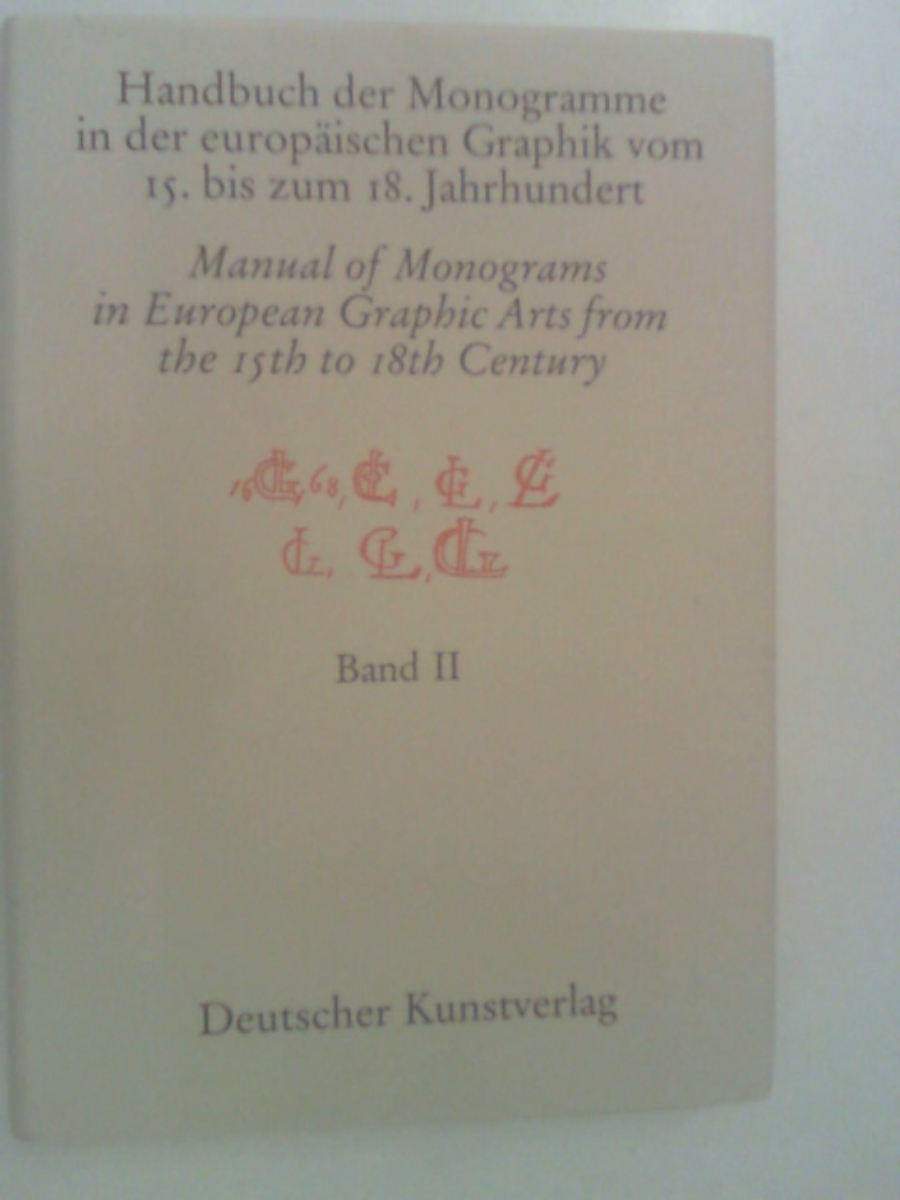 Handbuch der Monogramme
in der europäischen Graphik vom
15. bis zum 18. Jahrhundert
Manual of Monograms
in European Graphic Arts from
the 15th to 18th Century
Band II
Deutscher Kunstverlag